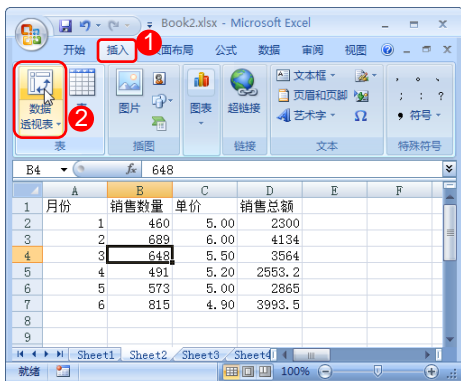 Book2.xlsx - Microsoft Excel
开始 插入 1 页面布局 公式 数据 审阅 视图
数据透视表 2 表 图片 图表 超链接 文本框 页眉和页脚 艺术字 Ω , 。 、 ; : ? , 符号
表 插图 链接 文本 特殊符号
B4 fx 648
A B C D E F
1 月份 销售数量 单价 销售总额
2 1 460 5.00 2300
3 2 689 6.00 4134
4 3 648 5.50 3564
5 4 491 5.20 2553.2
6 5 573 5.00 2865
7 6 815 4.90 3993.5
8
9
Sheet1 Sheet2 Sheet3 Sheet4
就绪 100%